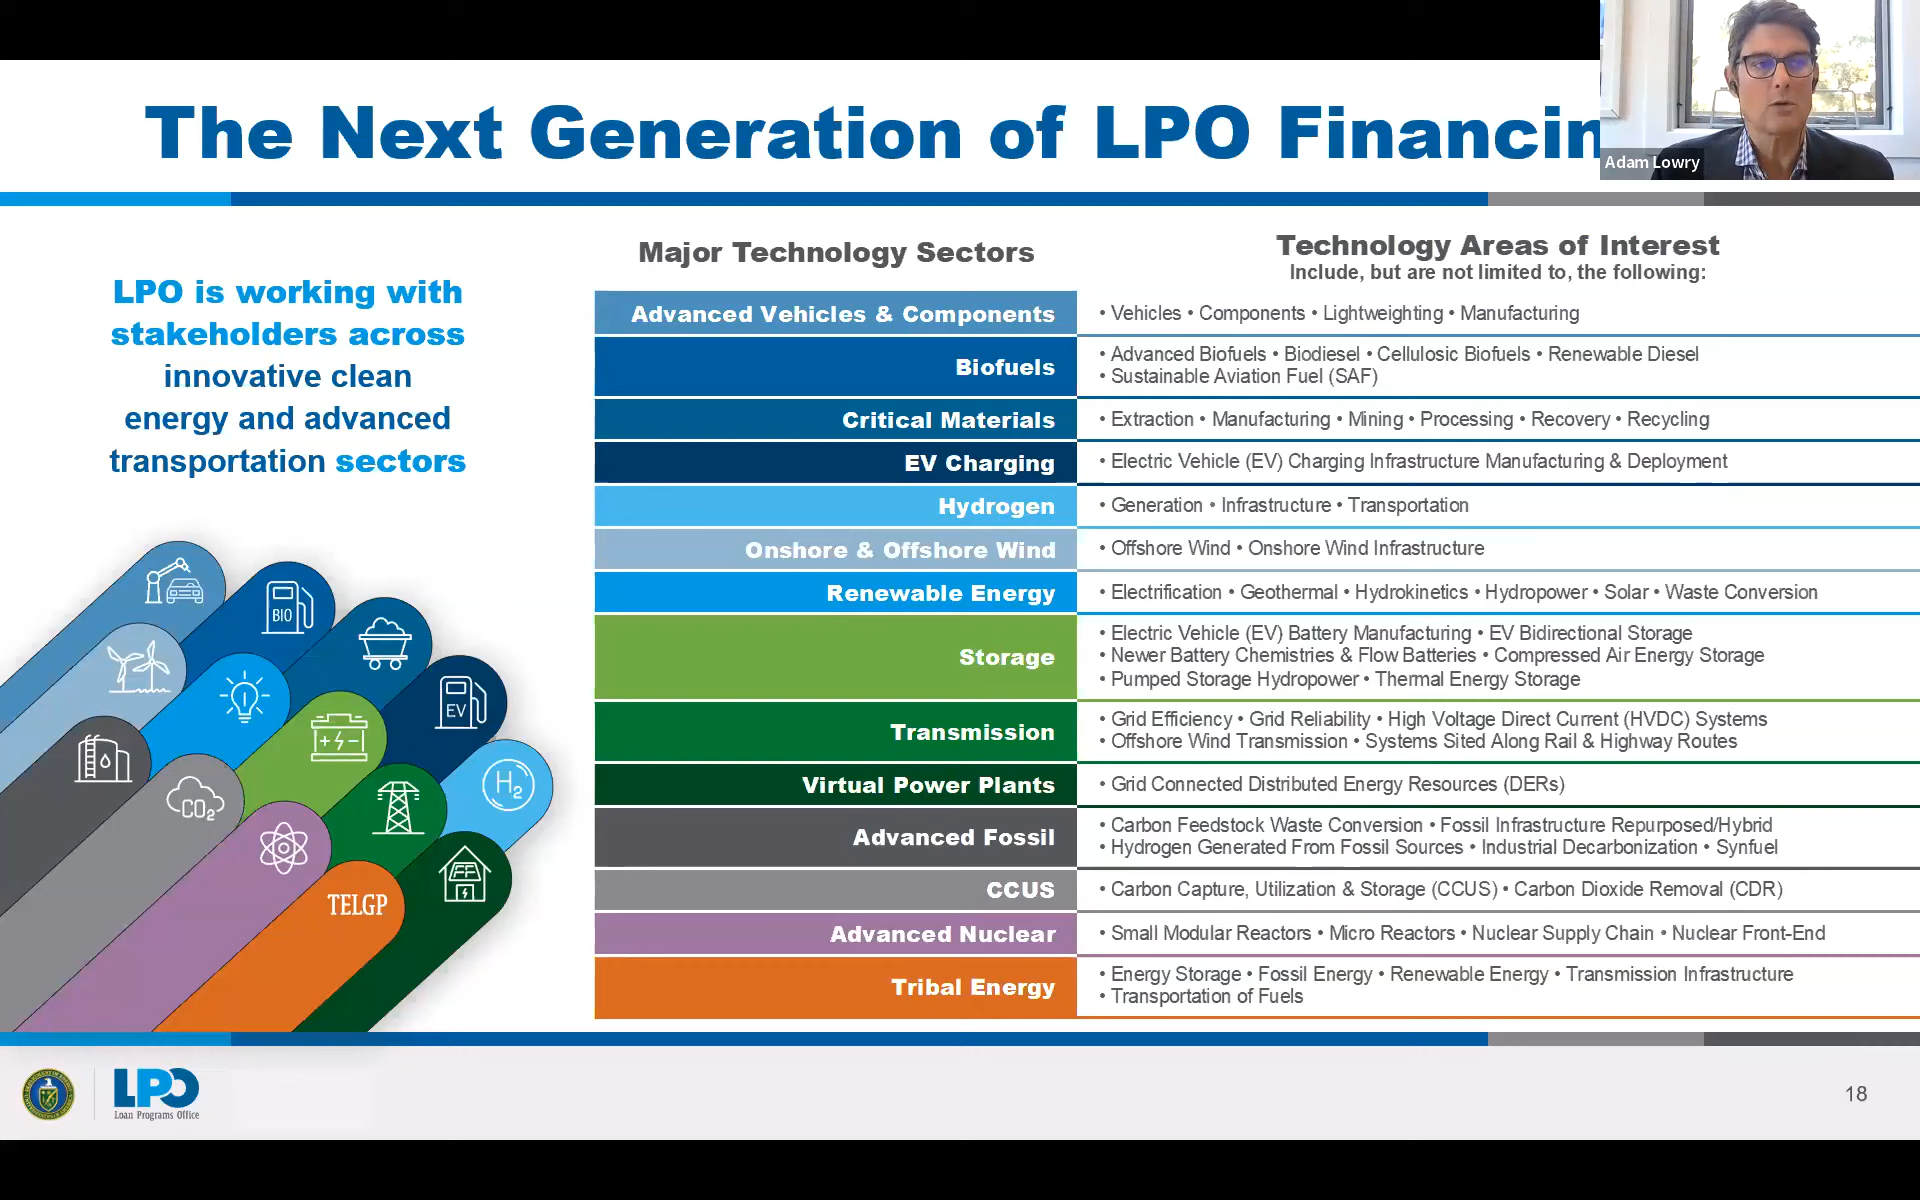 The Next Generation of LPO Financin
Adam Lowry
LPO is working with
stakeholders across
innovative clean
energy and advanced
transportation sectors
Major Technology Sectors
Technology Areas of Interest
Include, but are not limited to, the following:
Advanced Vehicles & Components
• Vehicles • Components • Lightweighting • Manufacturing
Biofuels
• Advanced Biofuels • Biodiesel • Cellulosic Biofuels • Renewable Diesel
• Sustainable Aviation Fuel (SAF)
Critical Materials
• Extraction • Manufacturing • Mining • Processing • Recovery • Recycling
EV Charging
• Electric Vehicle (EV) Charging Infrastructure Manufacturing & Deployment
Hydrogen
• Generation • Infrastructure • Transportation
Onshore & Offshore Wind
• Offshore Wind • Onshore Wind Infrastructure
Renewable Energy
• Electrification • Geothermal • Hydrokinetics • Hydropower • Solar • Waste Conversion
Storage
• Electric Vehicle (EV) Battery Manufacturing • EV Bidirectional Storage
• Newer Battery Chemistries & Flow Batteries • Compressed Air Energy Storage
• Pumped Storage Hydropower • Thermal Energy Storage
Transmission
• Grid Efficiency • Grid Reliability • High Voltage Direct Current (HVDC) Systems
• Offshore Wind Transmission • Systems Sited Along Rail & Highway Routes
Virtual Power Plants
• Grid Connected Distributed Energy Resources (DERs)
Advanced Fossil
• Carbon Feedstock Waste Conversion • Fossil Infrastructure Repurposed/Hybrid
• Hydrogen Generated From Fossil Sources • Industrial Decarbonization • Synfuel
CCUS
• Carbon Capture, Utilization & Storage (CCUS) • Carbon Dioxide Removal (CDR)
Advanced Nuclear
• Small Modular Reactors • Micro Reactors • Nuclear Supply Chain • Nuclear Front-End
Tribal Energy
• Energy Storage • Fossil Energy • Renewable Energy • Transmission Infrastructure
• Transportation of Fuels
BIO
EV
H2
CO2
TELGP
LPO
Loan Programs Office
18